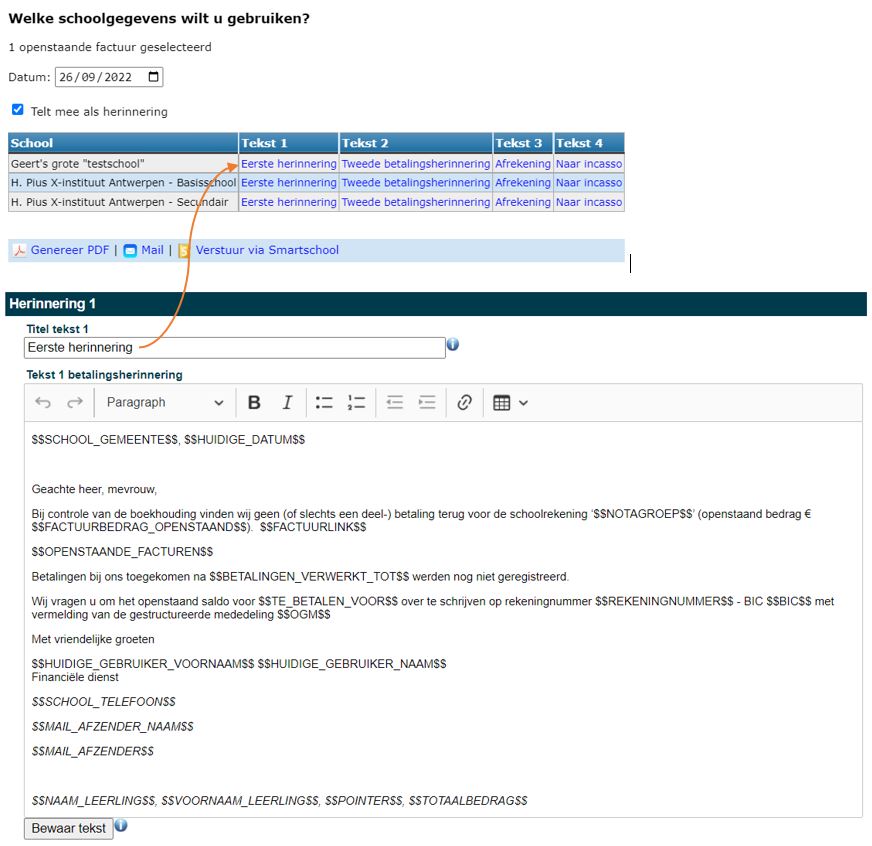 Welke schoolgegevens wilt u gebruiken?
1 openstaande factuur geselecteerd
Datum: 26/09/2022
Telt mee als herinnering
School Tekst 1 Tekst 2 Tekst 3 Tekst 4
Geert's grote "testschool" Eerste herinnering Tweede betalingsherinnering Afrekening Naar incasso
H. Pius X-instituut Antwerpen - Basisschool Eerste herinnering Tweede betalingsherinnering Afrekening Naar incasso
H. Pius X-instituut Antwerpen - Secundair Eerste herinnering Tweede betalingsherinnering Afrekening Naar incasso
Genereer PDF | Mail | Verstuur via Smartschool
Herinnering 1
Titel tekst 1
Eerste herinnering
Tekst 1 betalingsherinnering
Paragraph B I
$$SCHOOL_GEMEENTE$$, $$HUIDIGE_DATUM$$
Geachte heer, mevrouw,
Bij controle van de boekhouding vinden wij geen (of slechts een deel-) betaling terug voor de schoolrekening '$$NOTAGROEP$$' (openstaand bedrag €
$$FACTUURBEDRAG_OPENSTAAND$$).  $$FACTUURLINK$$
$$OPENSTAANDE_FACTUREN$$
Betalingen bij ons toegekomen na $$BETALINGEN_VERWERKT_TOT$$ werden nog niet geregistreerd.
Wij vragen u om het openstaand saldo voor $$TE_BETALEN_VOOR$$ over te schrijven op rekeningnummer $$REKENINGNUMMER$$ - BIC $$BIC$$ met
vermelding van de gestructureerde mededeling $$OGM$$
Met vriendelijke groeten
$$HUIDIGE_GEBRUIKER_VOORNAAM$$ $$HUIDIGE_GEBRUIKER_NAAM$$
Financiële dienst
$$SCHOOL_TELEFOON$$
$$MAIL_AFZENDER_NAAM$$
$$MAIL_AFZENDER$$
$$NAAM_LEERLING$$, $$VOORNAAM_LEERLING$$, $$POINTER$$, $$TOTAALBEDRAG$$
Bewaar tekst